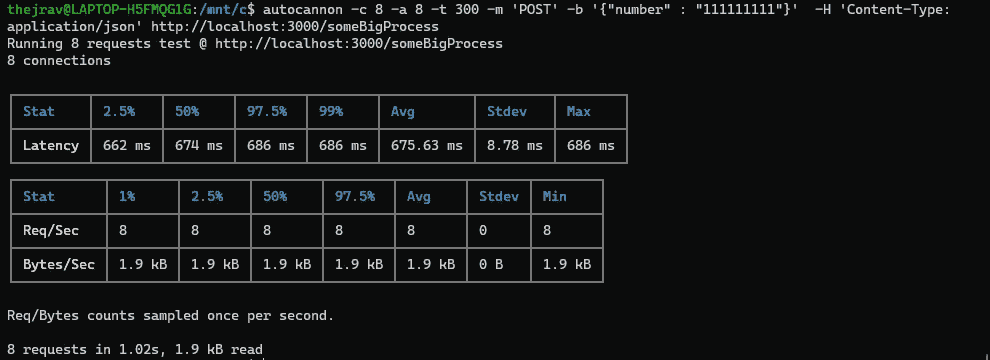 thejrav@LAPTOP-H5FMQG1G:/mnt/c$ autocannon -c 8 -a 8 -t 300 -m 'POST' -b '{"number" : "111111111"}'  -H 'Content-Type:
application/json' http://localhost:3000/someBigProcess
Running 8 requests test @ http://localhost:3000/someBigProcess
8 connections
Stat 2.5% 50% 97.5% 99% Avg Stdev Max
Latency 662 ms 674 ms 686 ms 686 ms 675.63 ms 8.78 ms 686 ms
Stat 1% 2.5% 50% 97.5% Avg Stdev Min
Req/Sec 8 8 8 8 8 0 8
Bytes/Sec 1.9 kB 1.9 kB 1.9 kB 1.9 kB 1.9 kB 0 B 1.9 kB
Req/Bytes counts sampled once per second.
8 requests in 1.02s, 1.9 kB read